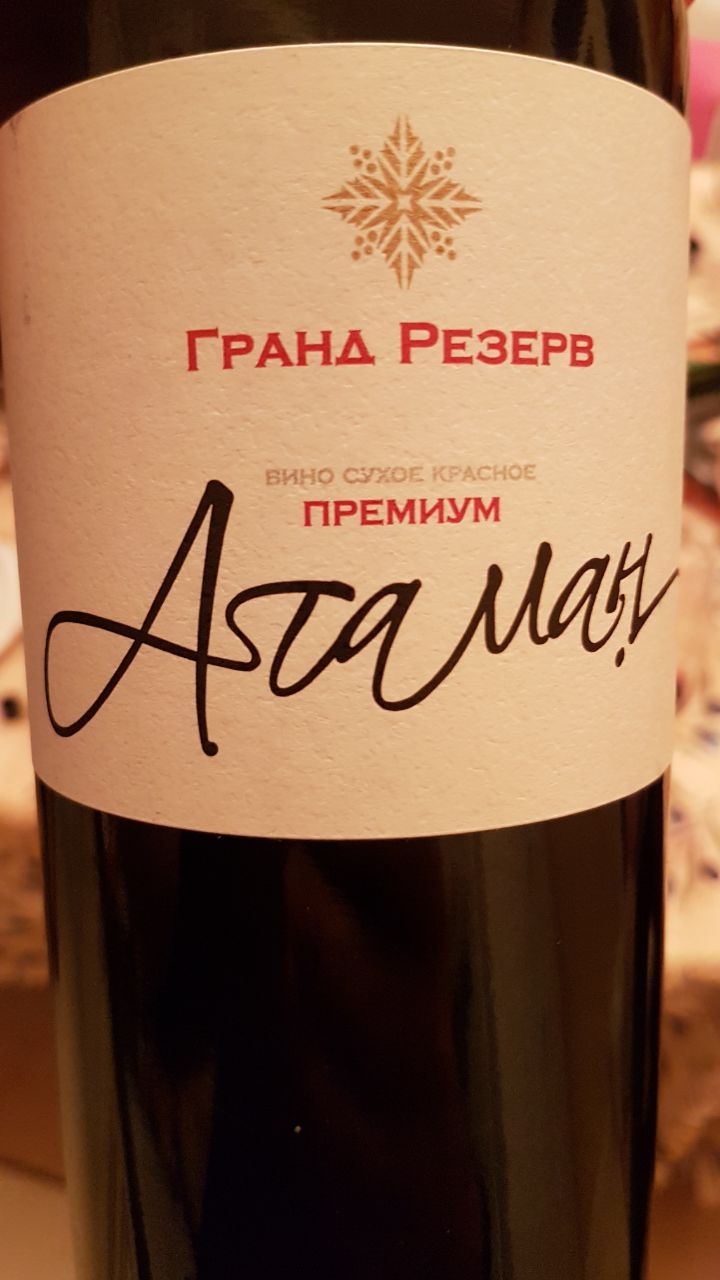 Гранд Резерв
вино сухое красное
премиум
Атаман